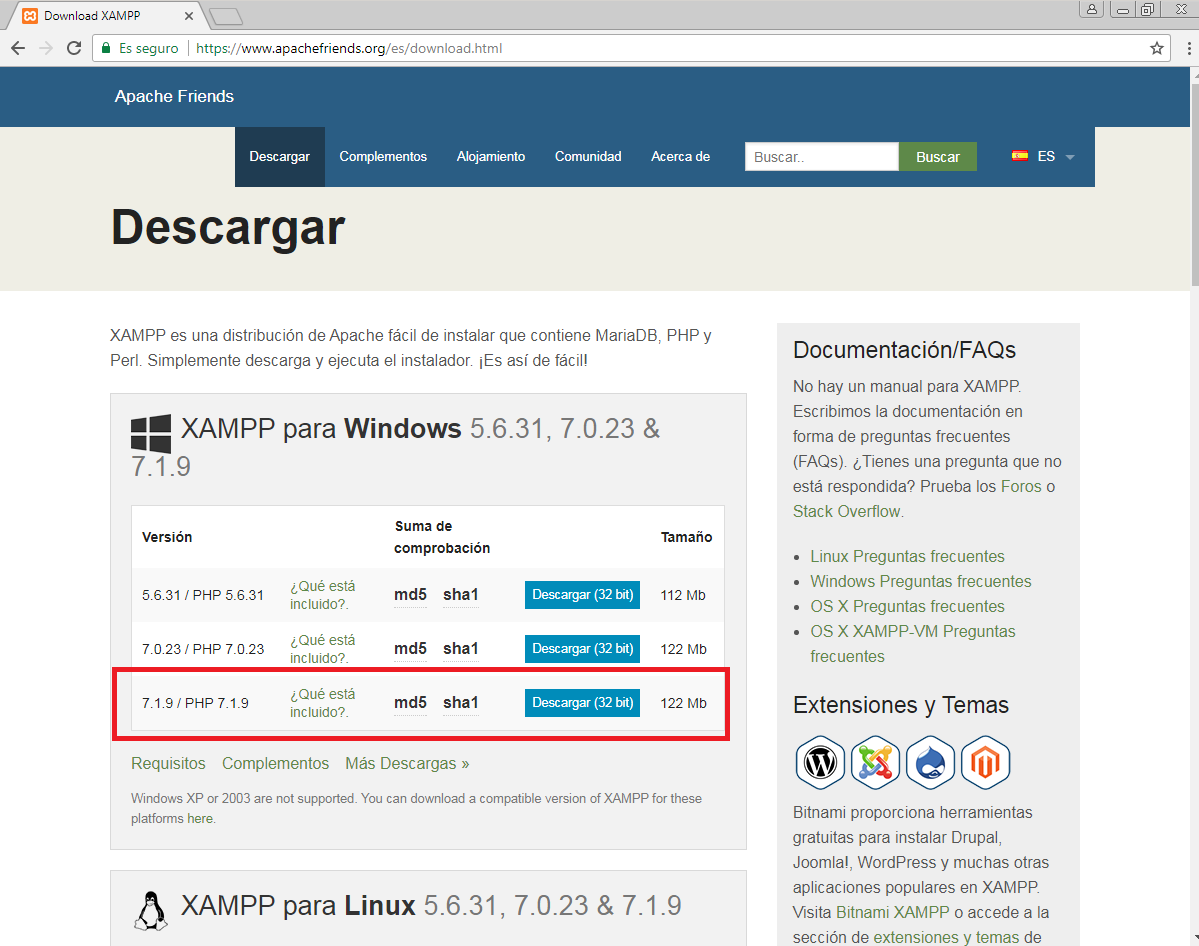 Download XAMPP
Es seguro https://www.apachefriends.org/es/download.html
Apache Friends
Descargar Complementos Alojamiento Comunidad Acerca de Buscar.. Buscar ES
Descargar
XAMPP es una distribución de Apache fácil de instalar que contiene MariaDB, PHP y
Perl. Simplemente descarga y ejecuta el instalador. ¡Es así de fácil!
XAMPP para Windows 5.6.31, 7.0.23 &
7.1.9
Versión Suma de comprobación Tamaño
5.6.31 / PHP 5.6.31 ¿Qué está incluido?. md5 sha1 Descargar (32 bit) 112 Mb
7.0.23 / PHP 7.0.23 ¿Qué está incluido?. md5 sha1 Descargar (32 bit) 122 Mb
7.1.9 / PHP 7.1.9 ¿Qué está incluido?. md5 sha1 Descargar (32 bit) 122 Mb
Requisitos Complementos Más Descargas »
Windows XP or 2003 are not supported. You can download a compatible version of XAMPP for these
platforms here.
XAMPP para Linux 5.6.31, 7.0.23 & 7.1.9
Documentación/FAQs
No hay un manual para XAMPP.
Escribimos la documentación en
forma de preguntas frecuentes
(FAQs). ¿Tienes una pregunta que no
está respondida? Prueba los Foros o
Stack Overflow.
Linux Preguntas frecuentes
Windows Preguntas frecuentes
OS X Preguntas frecuentes
OS X XAMPP-VM Preguntas
frecuentes
Extensiones y Temas
Bitnami proporciona herramientas
gratuitas para instalar Drupal,
Joomla!, WordPress y muchas otras
aplicaciones populares en XAMPP.
Visita Bitnami XAMPP o accede a la
sección de extensiones y temas de